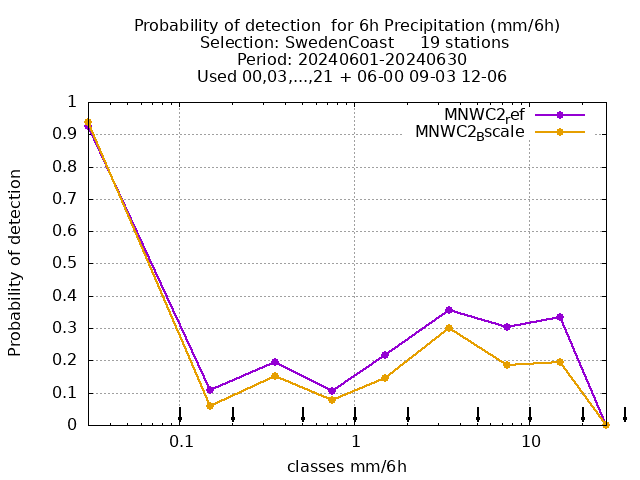 Probability of detection  for 6h Precipitation (mm/6h)
Selection: SwedenCoast     19 stations
Period: 20240601-20240630
Used 00,03,...,21 + 06-00 09-03 12-06
MNWC2_ref
MNWC2_Bscale
1
0.9
0.8
0.7
0.6
0.5
0.4
0.3
0.2
0.1
0
Probability of detection
0.1 1 10
classes mm/6h